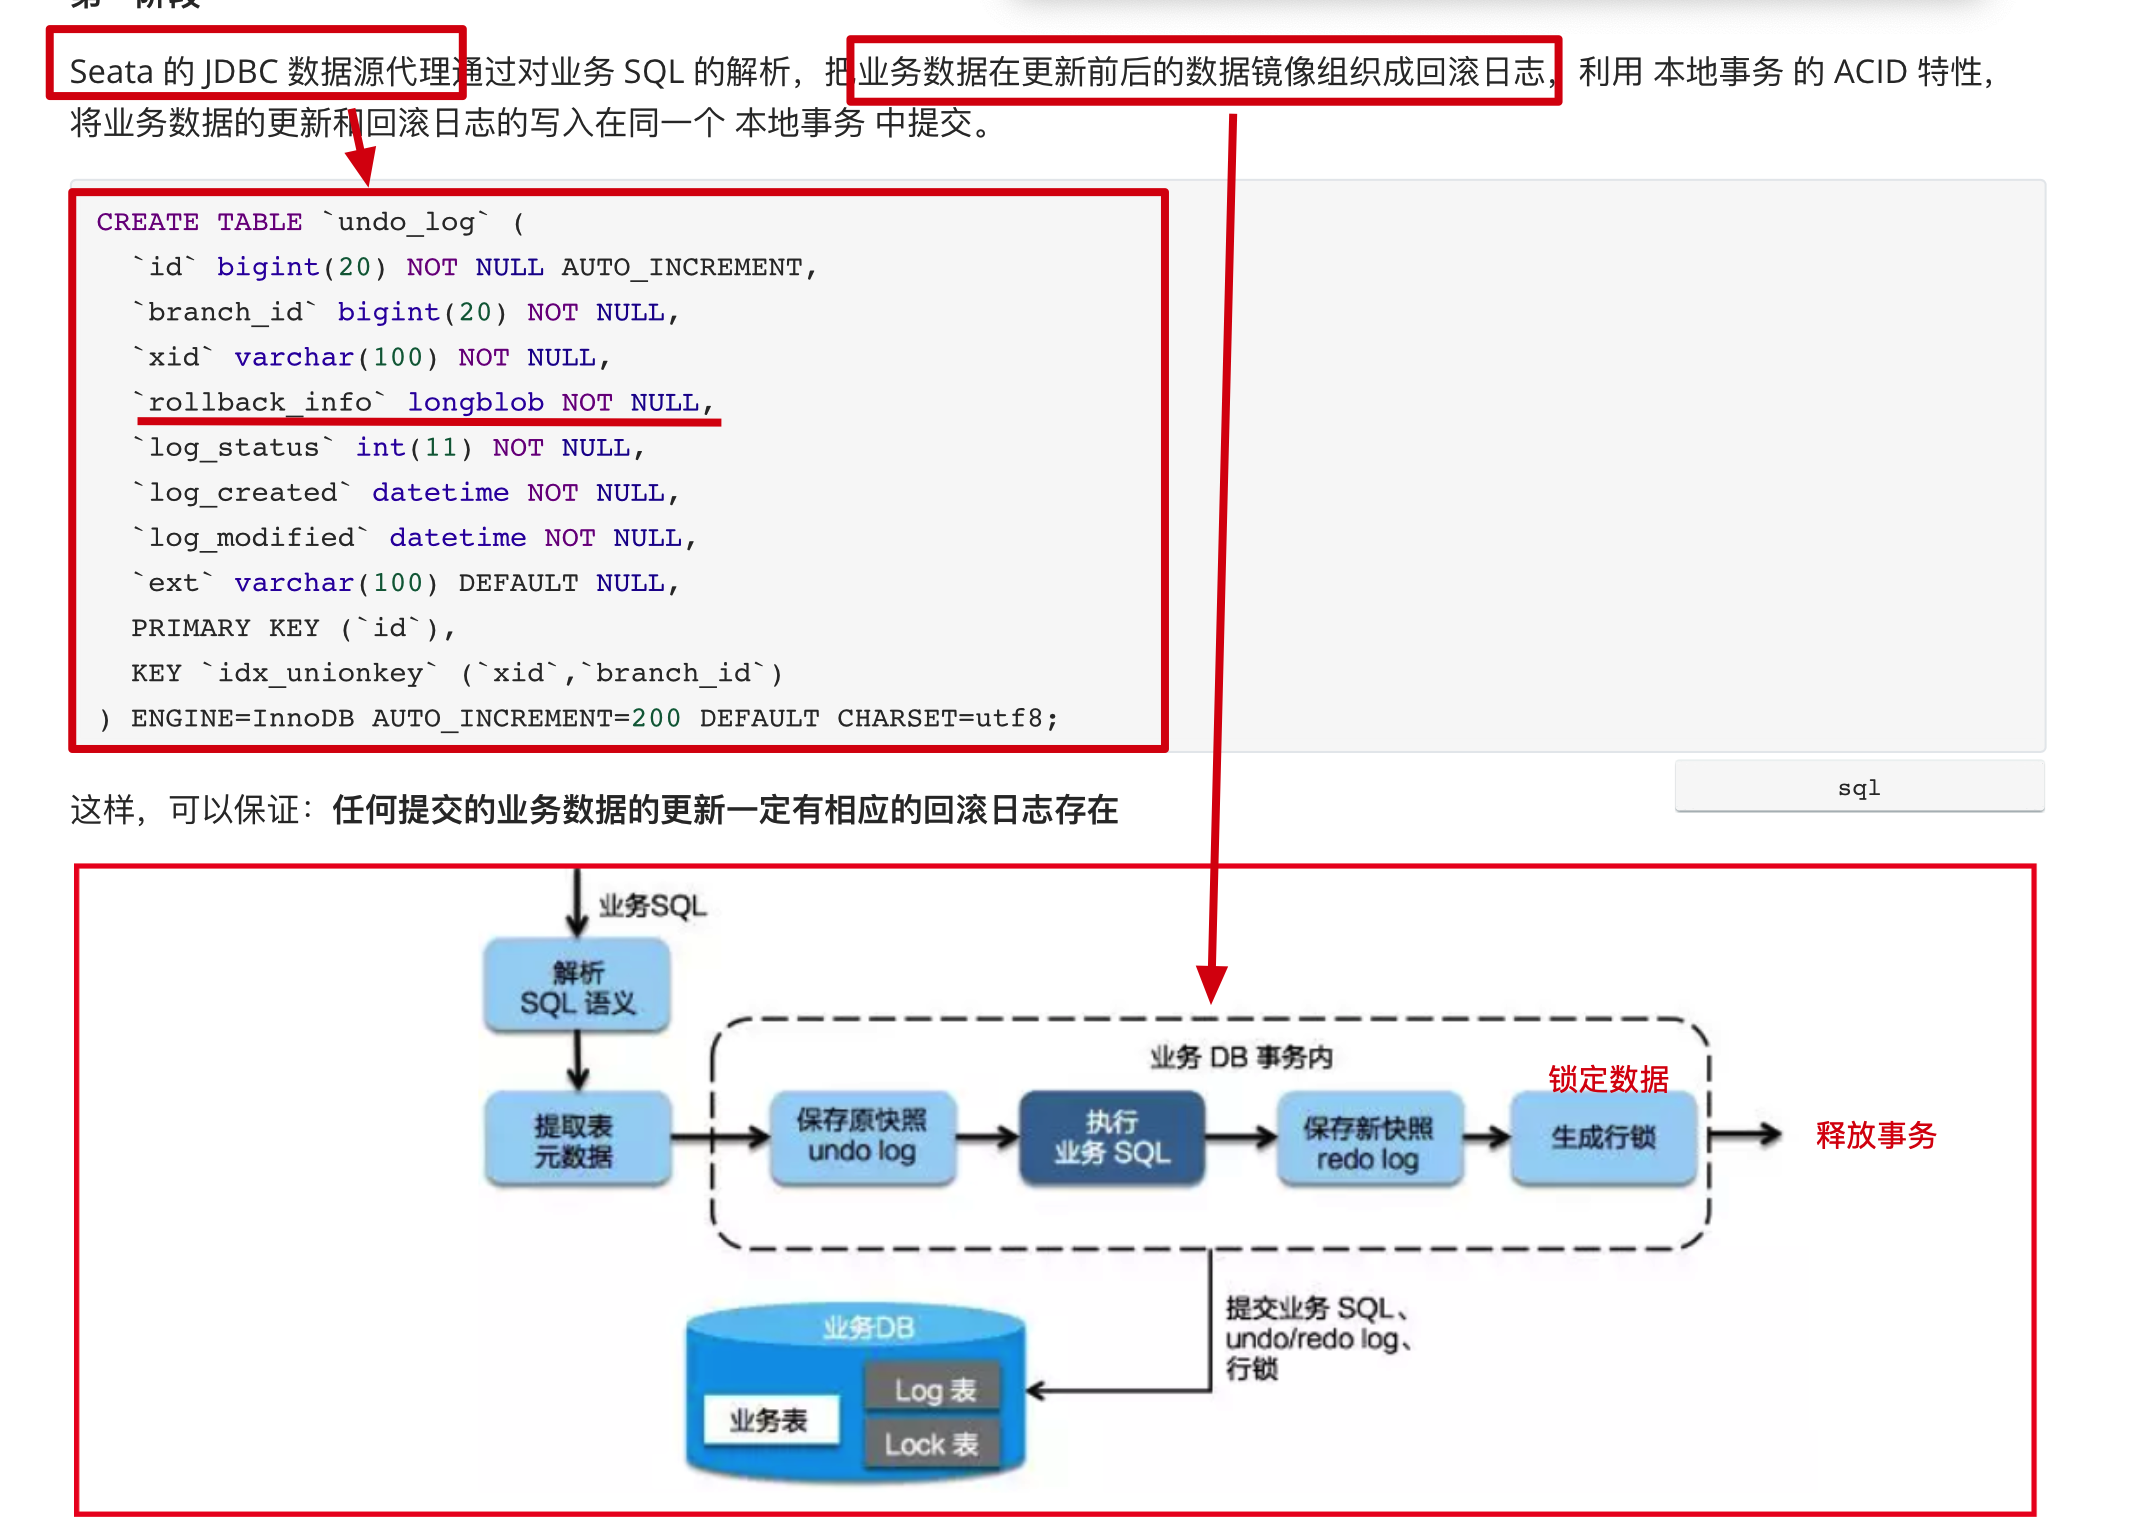 Seata 的 JDBC 数据源代理通过对业务 SQL 的解析，把业务数据在更新前后的数据镜像组织成回滚日志，利用 本地事务 的 ACID 特性，
将业务数据的更新和回滚日志的写入在同一个 本地事务 中提交。
CREATE TABLE `undo_log` (
`id` bigint(20) NOT NULL AUTO_INCREMENT,
`branch_id` bigint(20) NOT NULL,
`xid` varchar(100) NOT NULL,
`rollback_info` longblob NOT NULL,
`log_status` int(11) NOT NULL,
`log_created` datetime NOT NULL,
`log_modified` datetime NOT NULL,
`ext` varchar(100) DEFAULT NULL,
PRIMARY KEY (`id`),
KEY `idx_unionkey` (`xid`,`branch_id`)
) ENGINE=InnoDB AUTO_INCREMENT=200 DEFAULT CHARSET=utf8;
sql
这样，可以保证：任何提交的业务数据的更新一定有相应的回滚日志存在
业务SQL
解析
SQL 语义
业务 DB 事务内
锁定数据
提取表
元数据
保存原快照
undo log
执行
业务 SQL
保存新快照
redo log
生成行锁
释放事务
提交业务 SQL、
undo/redo log、
行锁
业务DB
Log 表
业务表
Lock 表